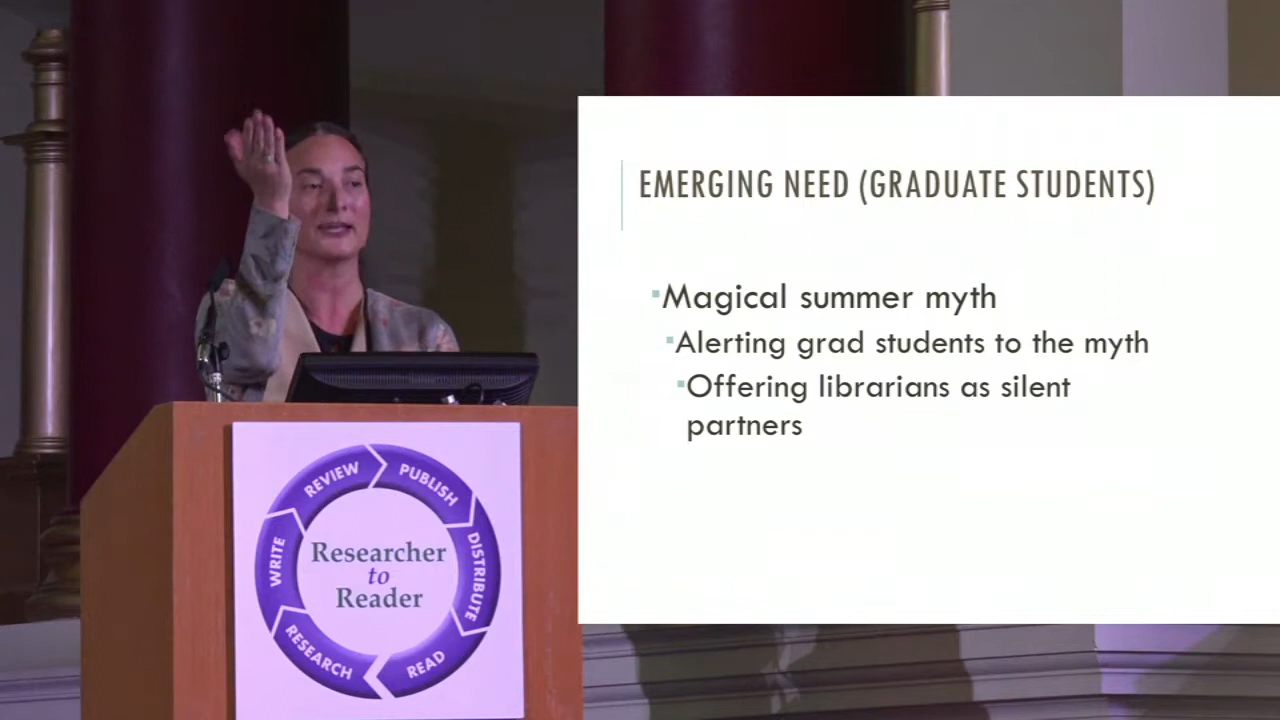 EMERGING NEED (GRADUATE STUDENTS)
Magical summer myth
Alerting grad students to the myth
Offering librarians as silent
partners
REVIEW
PUBLISH
DISTRIBUTE
READ
RESEARCH
WRITE
Researcher
to
Reader